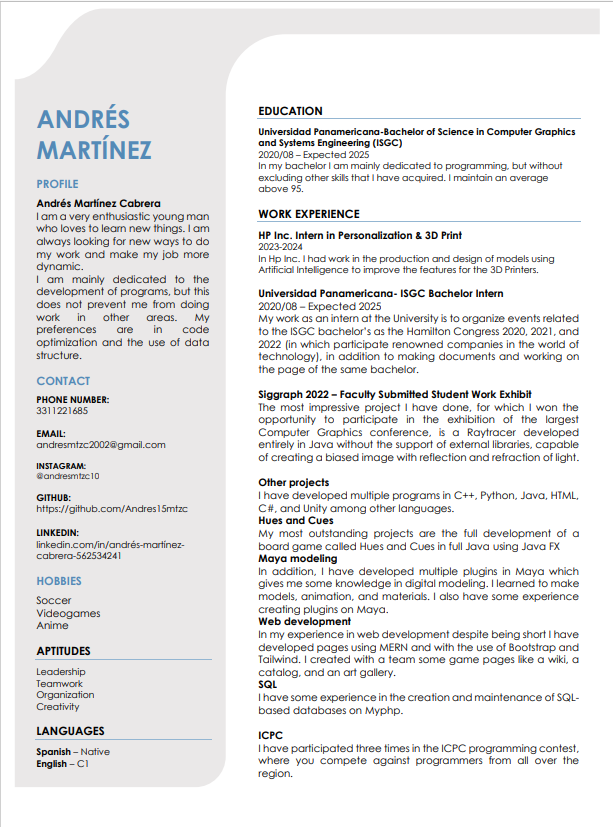 ANDRÉS
MARTÍNEZ
PROFILE
Andrés Martínez Cabrera
I am a very enthusiastic young man
who loves to learn new things. I am
always looking for new ways to do
my work and make my job more
dynamic.
I am mainly dedicated to the
development of programs, but this
does not prevent me from doing
work in other areas. My
preferences are in code
optimization and the use of data
structure.
CONTACT
PHONE NUMBER:
3311221685
EMAIL:
andresmtzc2002@gmail.com
INSTAGRAM:
@andresmtzc10
GITHUB:
https://github.com/Andres15mtzc
LINKEDIN:
linkedin.com/in/andrés-martínez-
cabrera-562534241
HOBBIES
Soccer
Videogames
Anime
APTITUDES
Leadership
Teamwork
Organization
Creativity
LANGUAGES
Spanish – Native
English – C1
EDUCATION
Universidad Panamericana-Bachelor of Science in Computer Graphics
and Systems Engineering (ISGC)
2020/08 – Expected 2025
In my bachelor I am mainly dedicated to programming, but without
excluding other skills that I have acquired. I maintain an average
above 95.
WORK EXPERIENCE
HP Inc. Intern in Personalization & 3D Print
2023-2024
In Hp Inc. I had work in the production and design of models using
Artificial Intelligence to improve the features for the 3D Printers.
Universidad Panamericana- ISGC Bachelor Intern
2020/08 – Expected 2025
My work as an intern at the University is to organize events related
to the ISGC bachelor’s as the Hamilton Congress 2020, 2021, and
2022 (in which participate renowned companies in the world of
technology), in addition to making documents and working on
the page of the same bachelor.
Siggraph 2022 – Faculty Submitted Student Work Exhibit
The most impressive project I have done, for which I won the
opportunity to participate in the exhibition of the largest
Computer Graphics conference, is a Raytracer developed
entirely in Java without the support of external libraries, capable
of creating a biased image with reflection and refraction of light.
Other projects
I have developed multiple programs in C++, Python, Java, HTML,
C#, and Unity among other languages.
Hues and Cues
My most outstanding projects are the full development of a
board game called Hues and Cues in full Java using Java FX
Maya modeling
In addition, I have developed multiple plugins in Maya which
gives me some knowledge in digital modeling. I learned to make
models, animation, and materials. I also have some experience
creating plugins on Maya.
Web development
In my experience in web development despite being short I have
developed pages using MERN and with the use of Bootstrap and
Tailwind. I created with a team some game pages like a wiki, a
catalog, and an art gallery.
SQL
I have some experience in the creation and maintenance of SQL-
based databases on Myphp.
ICPC
I have participated three times in the ICPC programming contest,
where you compete against programmers from all over the
region.